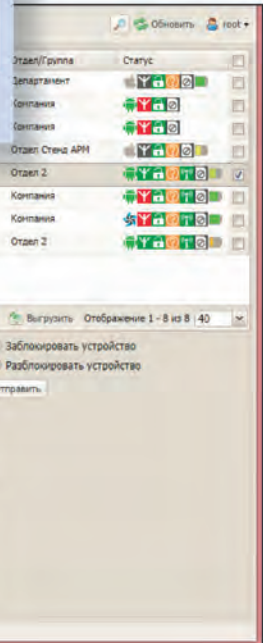 Обновить root
Отдел/Группа Статус
Департамент
Компания
Компания
Отдел Стенд АРМ
Отдел 2
Компания
Компания
Отдел 2
Выгрузить Отображение 1 - 8 из 8 40
Заблокировать устройство
Разблокировать устройство
тправить